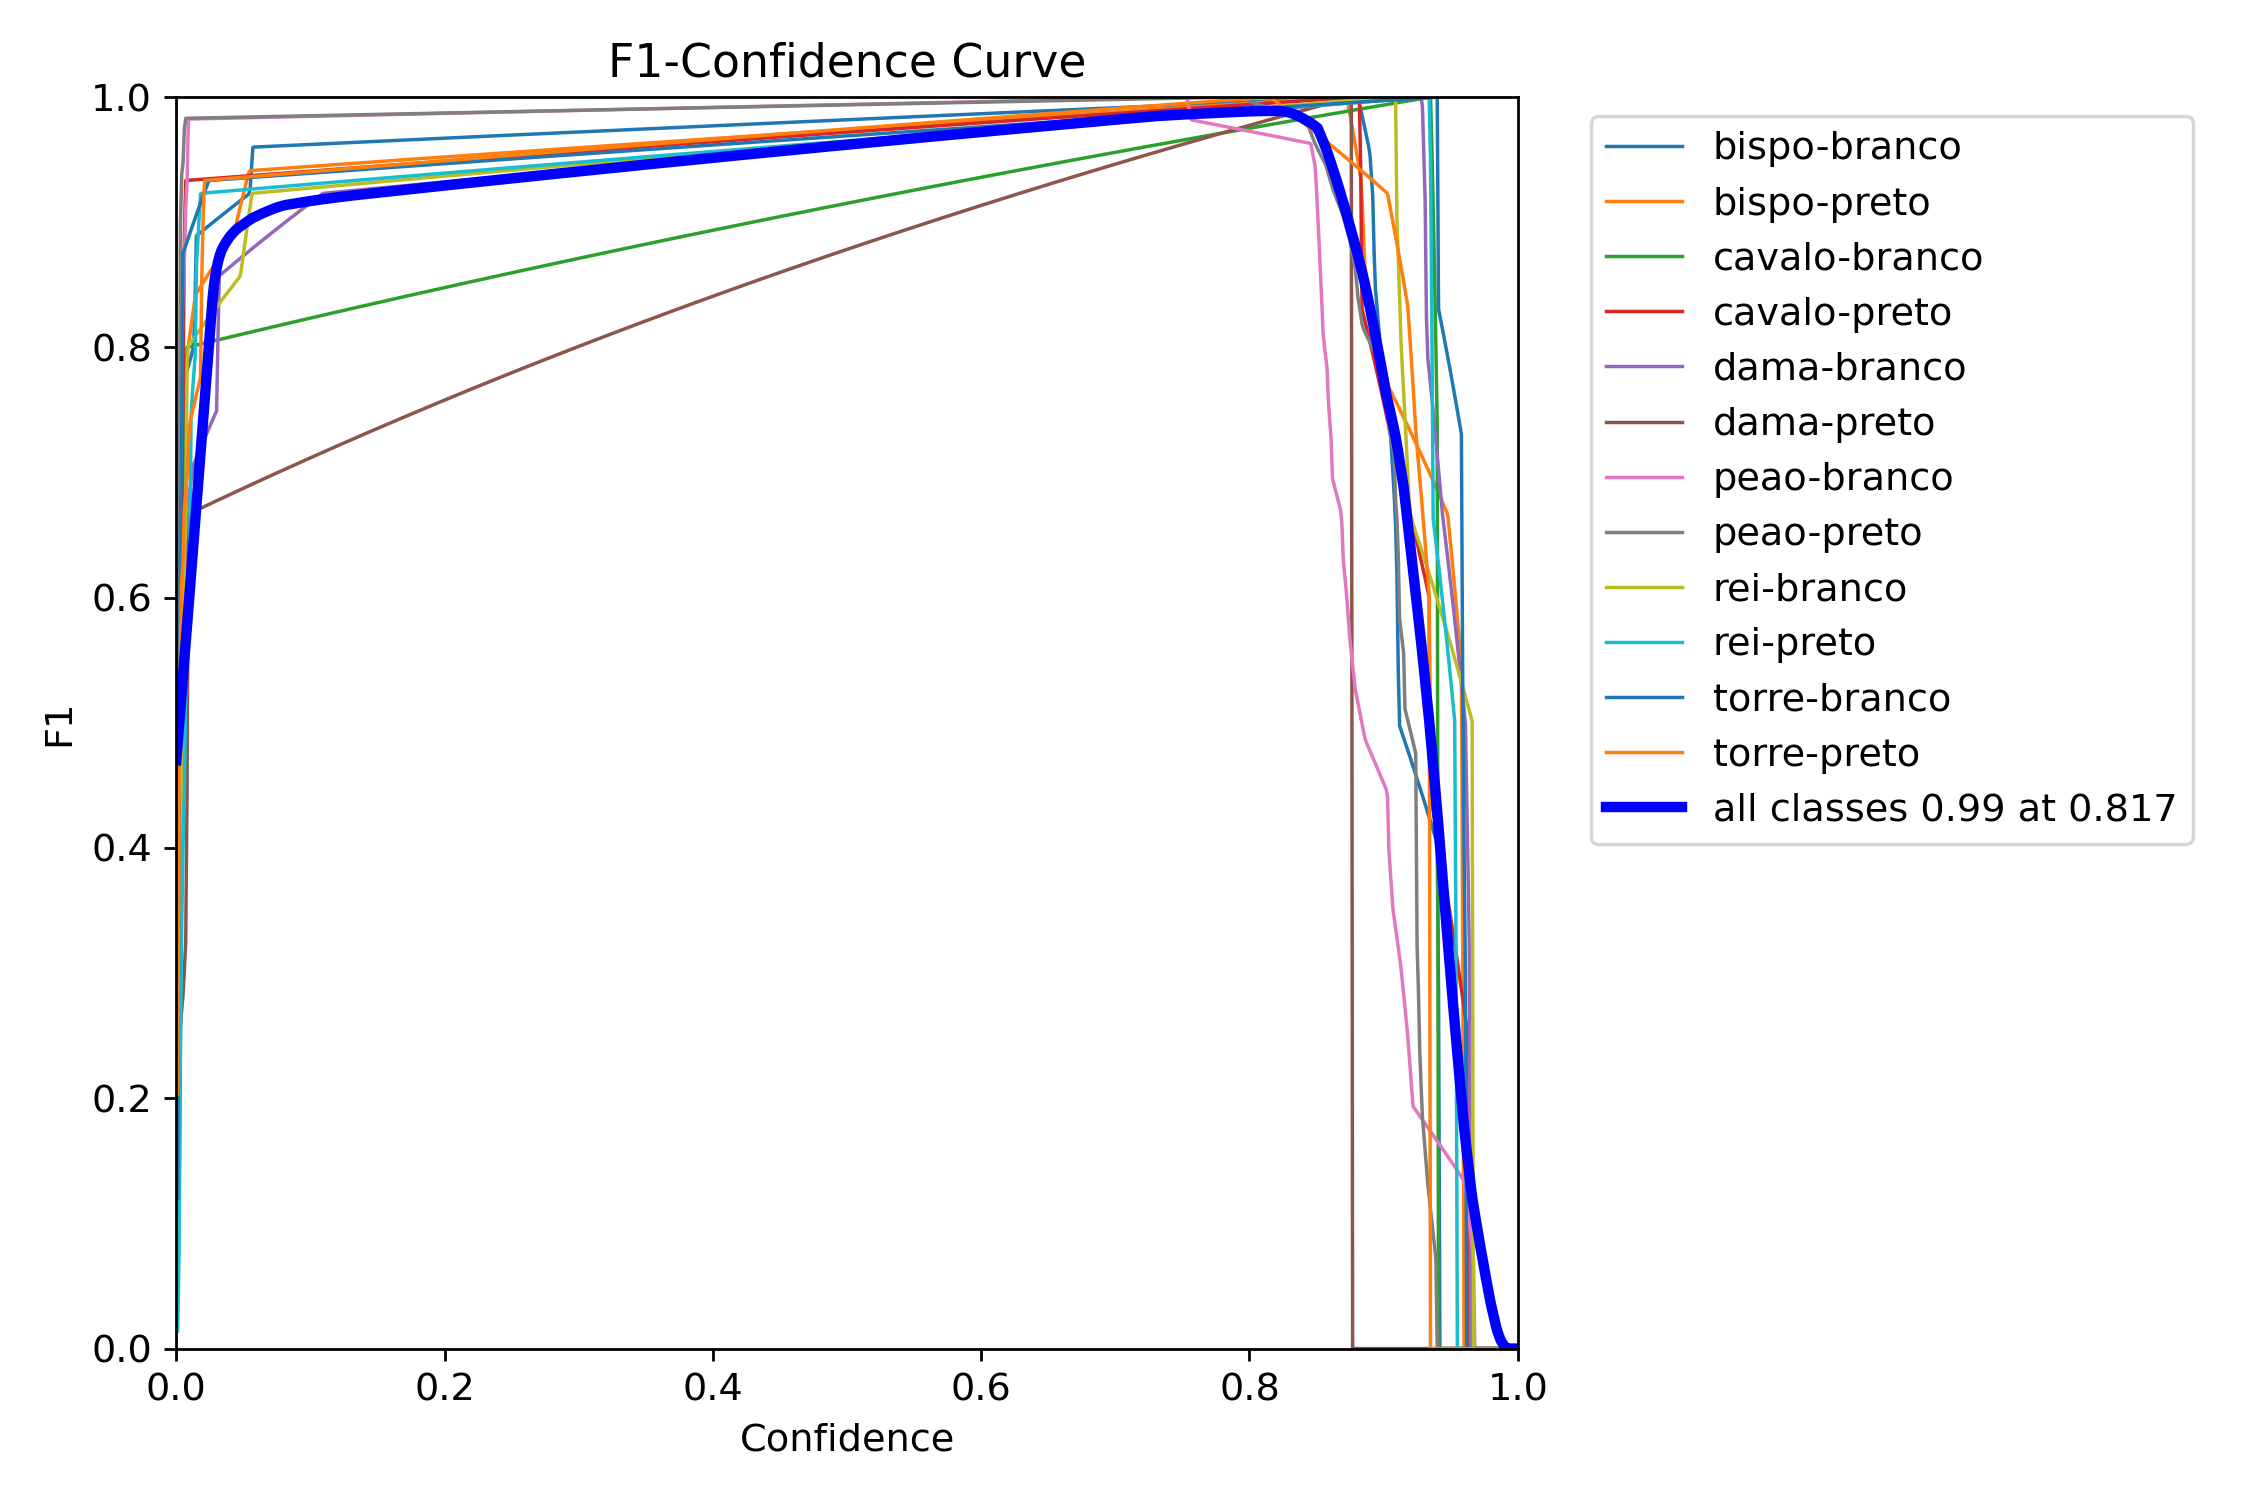 F1-Confidence Curve
1.0
0.8
0.6
0.4
0.2
0.0
F1
0.0 0.2 0.4 0.6 0.8 1.0
Confidence
bispo-branco
bispo-preto
cavalo-branco
cavalo-preto
dama-branco
dama-preto
peao-branco
peao-preto
rei-branco
rei-preto
torre-branco
torre-preto
all classes 0.99 at 0.817